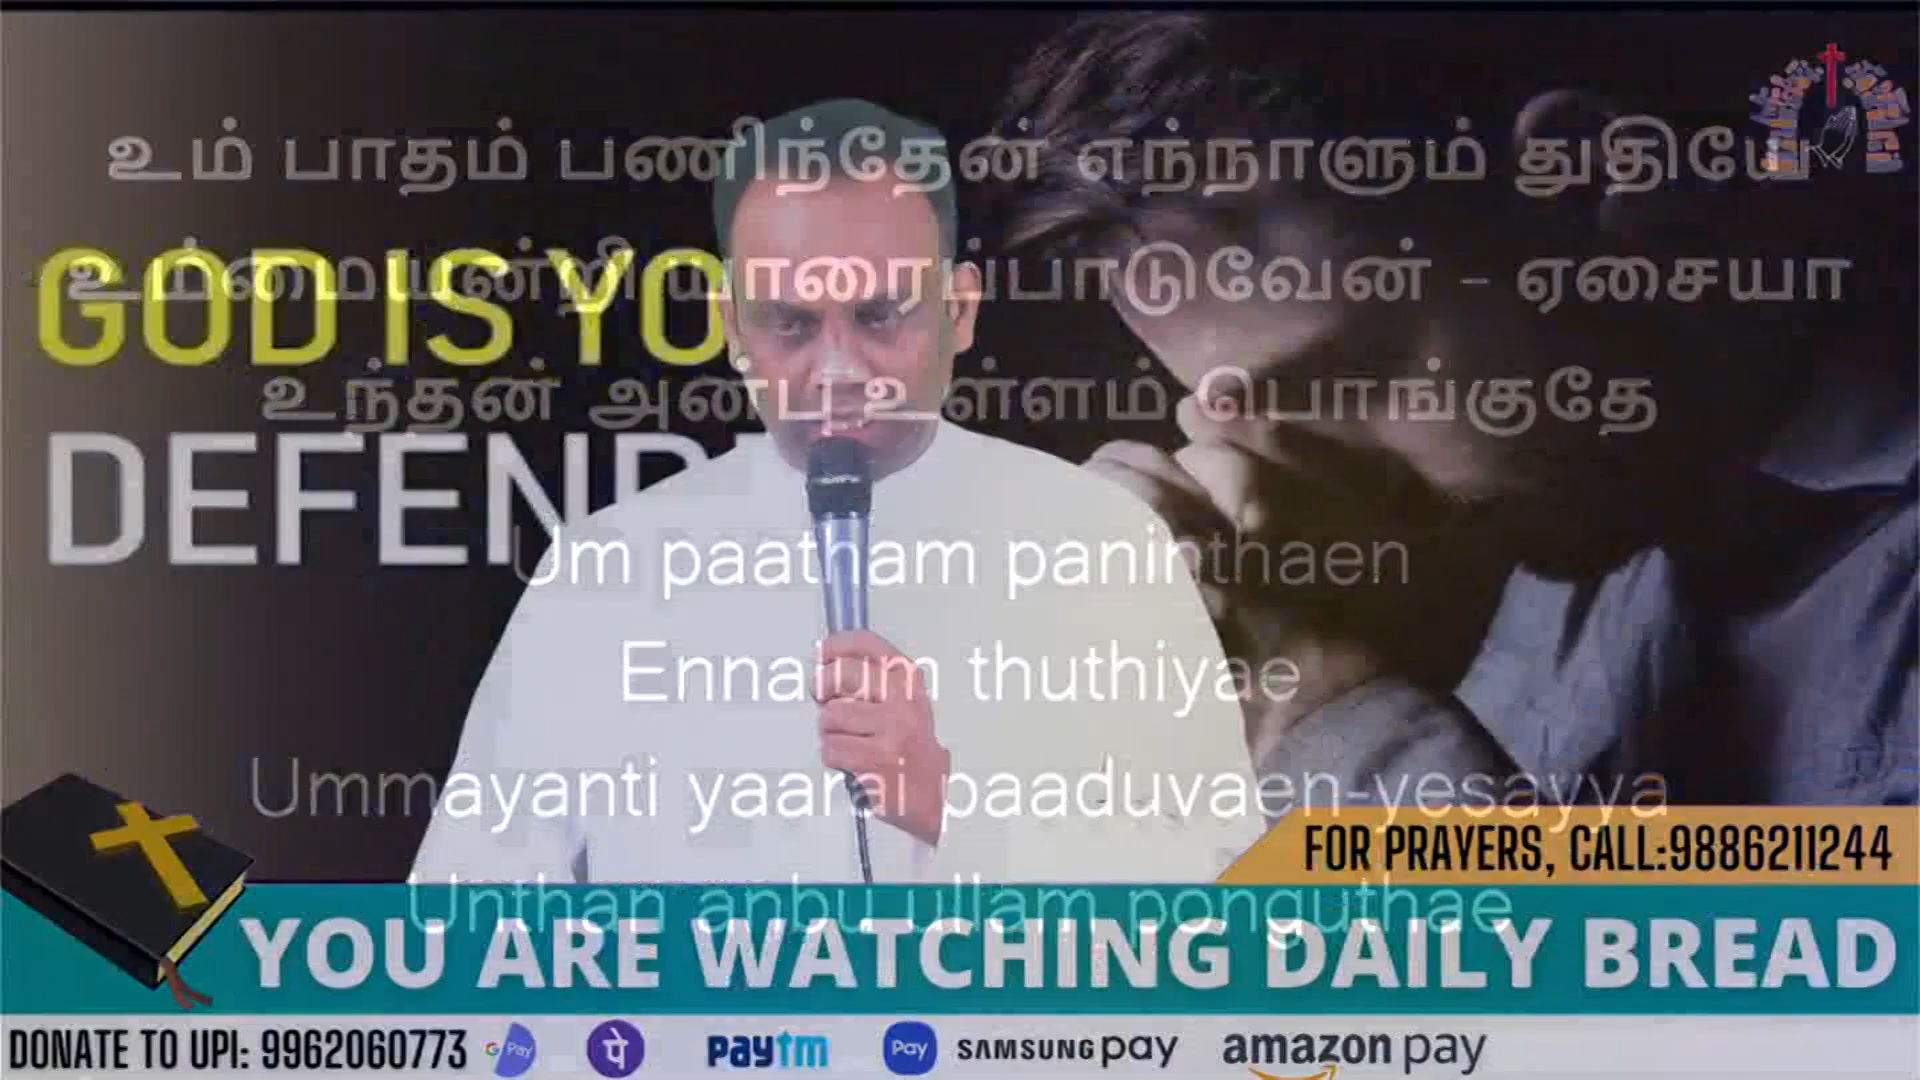 உம் பாதம் பணிந்தேன் எந்நாளும் துதியே
உம்மையன்றி யாரைப்பாடுவேன் - ஏசையா
உந்தன் அன்பு உள்ளம் பொங்குதே
GOD IS YO
DEFEND
Um paatham paninthaen
Ennalum thuthiyae
Ummayanti yaarai paaduvaen-yesayya
Unthan anbu ullam ponguthae
FOR PRAYERS, CALL:9886211244
YOU ARE WATCHING DAILY BREAD
DONATE TO UPI: 9962060773 G Pay पे paytm Pay SAMSUNG pay amazon pay